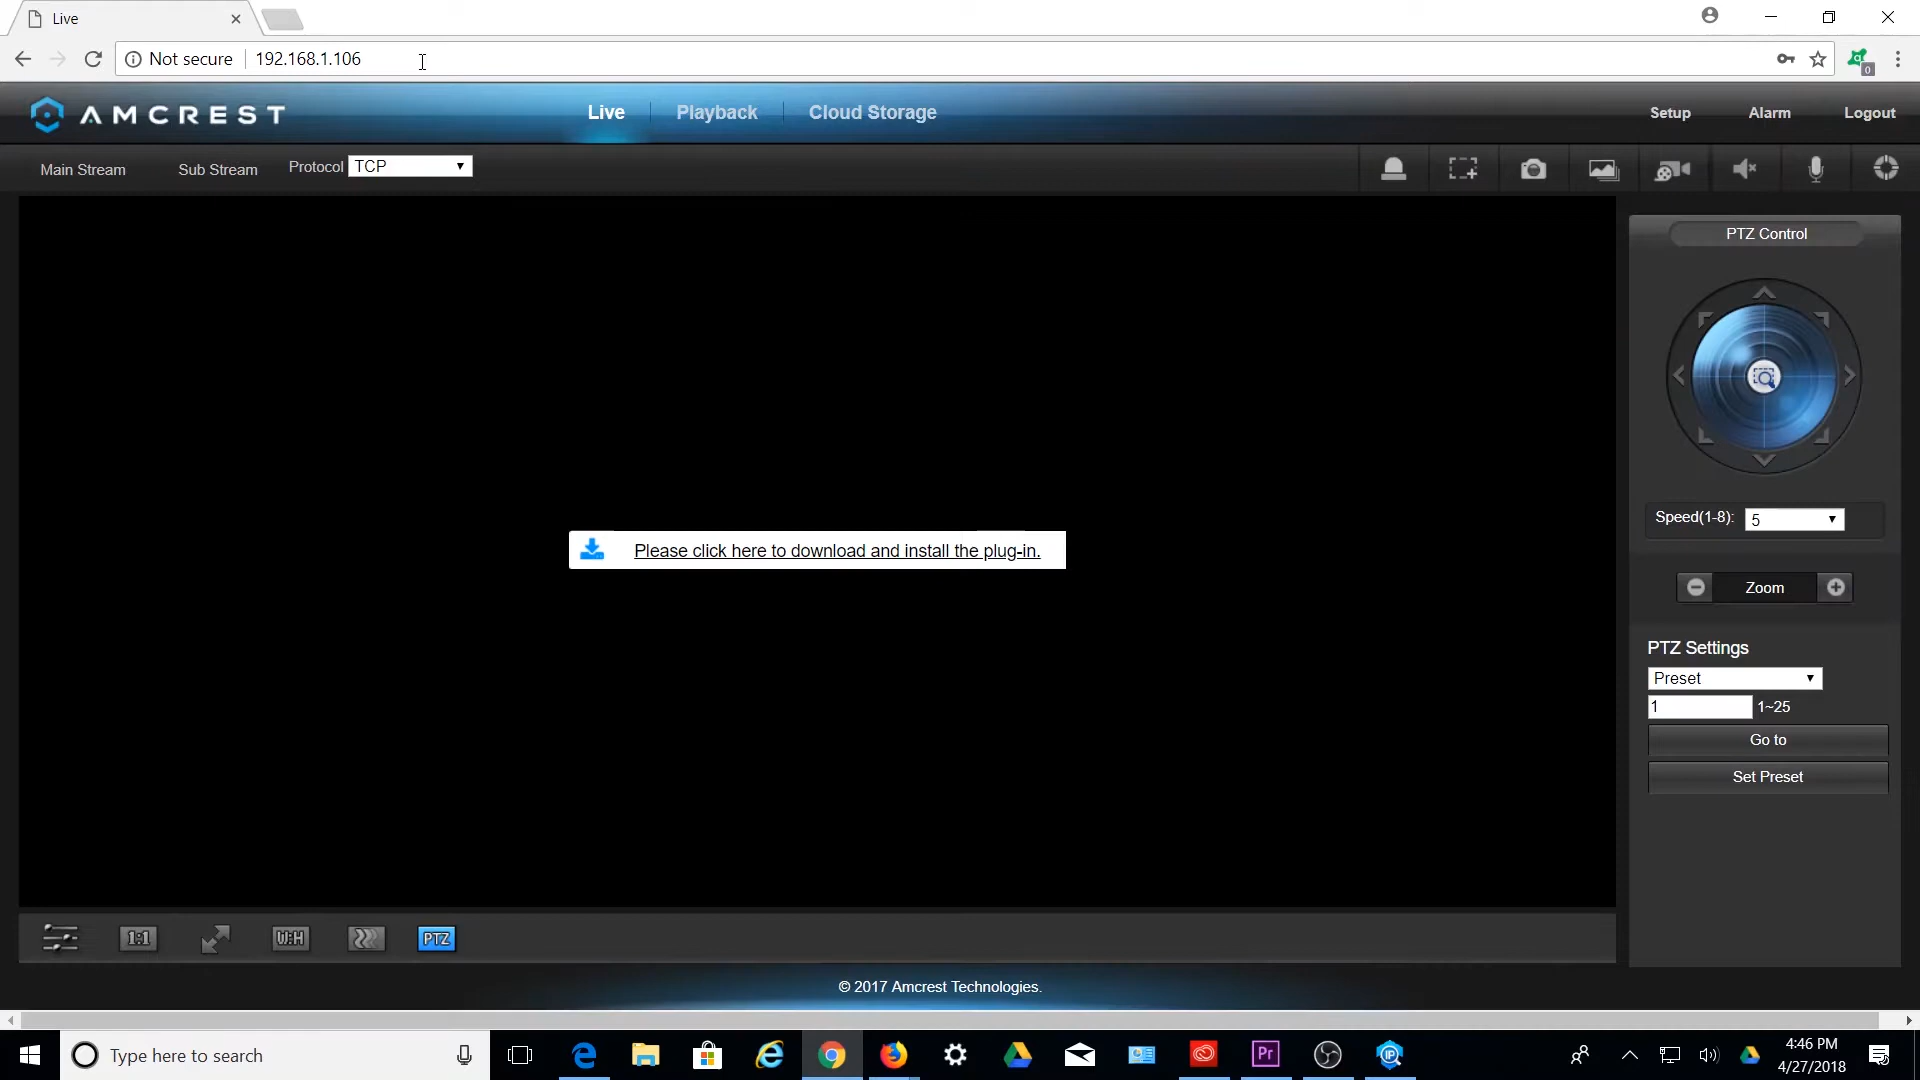 Live
Not secure 192.168.1.106
0
AMCREST
Live Playback Cloud Storage
Setup Alarm Logout
Main Stream Sub Stream Protocol TCP
PTZ Control
Please click here to download and install the plug-in.
Speed(1-8): 5
Zoom
PTZ Settings
Preset
1 1~25
Go to
Set Preset
1:1 W:H PTZ
© 2017 Amcrest Technologies.
Type here to search
Pr
IP
4:46 PM
4/27/2018